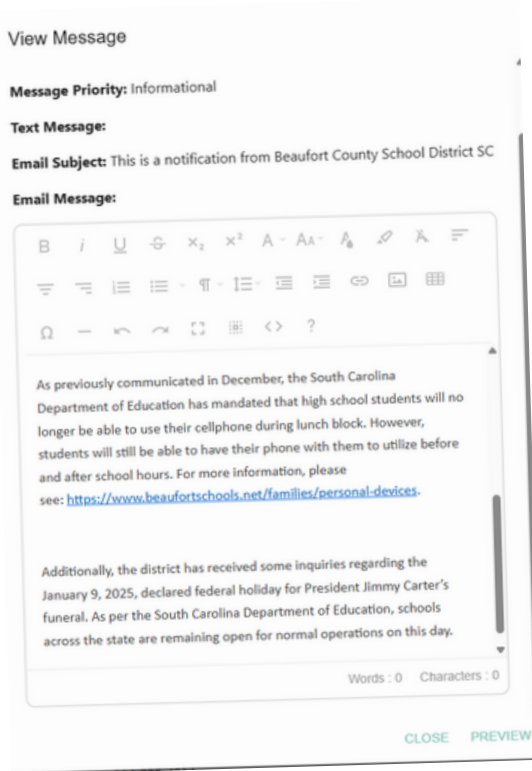 View Message
Message Priority: Informational
Text Message:
Email Subject: This is a notification from Beaufort County School District SC
Email Message:
B i U S X₂ X² A AA A A
Ω — < > ?
As previously communicated in December, the South Carolina
Department of Education has mandated that high school students will no
longer be able to use their cellphone during lunch block. However,
students will still be able to have their phone with them to utilize before
and after school hours. For more information, please
see: https://www.beaufortschools.net/families/personal-devices.
Additionally, the district has received some inquiries regarding the
January 9, 2025, declared federal holiday for President Jimmy Carter's
funeral. As per the South Carolina Department of Education, schools
across the state are remaining open for normal operations on this day.
Words : 0 Characters : 0
CLOSE PREVIEW